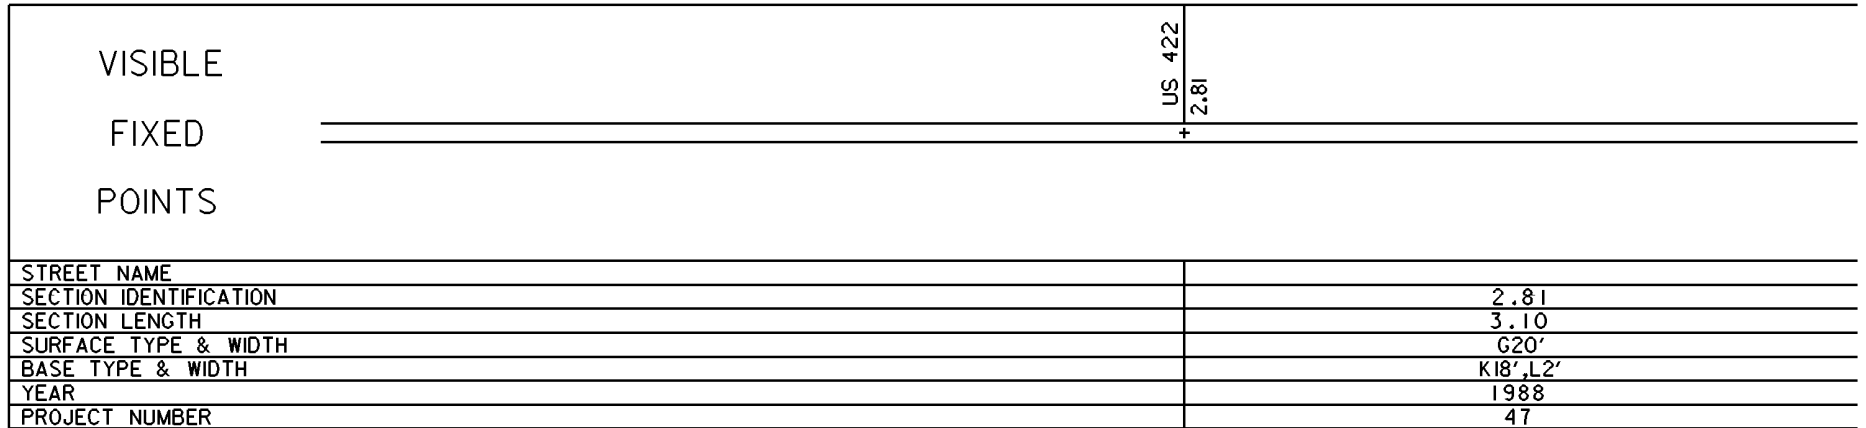 VISIBLE
FIXED
POINTS
US 422
2.81
+
STREET NAME
SECTION IDENTIFICATION 2.81
SECTION LENGTH 3.10
SURFACE TYPE & WIDTH G20'
BASE TYPE & WIDTH K18',L2'
YEAR 1988
PROJECT NUMBER 47